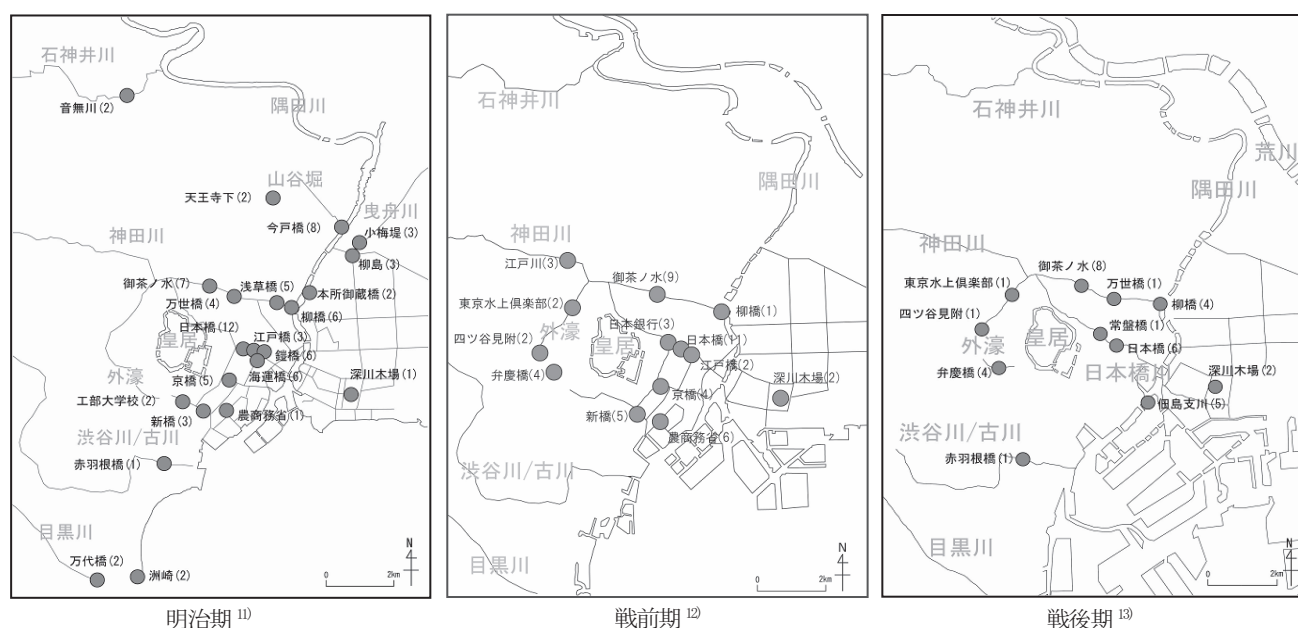 石神井川
音無川(2)
隅田川
山谷堀
天王寺下(2)
曳舟川
今戸橋(8)
小梅堤(3)
神田川
柳島(3)
御茶ノ水(7)
浅草橋(5)
本所御蔵橋(2)
万世橋(4)
柳橋(6)
日本橋(12)
江戸橋(3)
皇居
鎧橋(6)
外濠
海運橋(6)
深川木場(1)
京橋(5)
工部大学校(2)
農商務省(1)
新橋(3)
渋谷川/古川
赤羽根橋(1)
目黒川
万代橋(2)
洲崎(2)
N
0 2km
明治期 11)
石神井川
隅田川
神田川
江戸川(3)
御茶ノ水(9)
東京水上倶楽部(2)
柳橋(1)
日本銀行(3)
外濠
四ツ谷見附(2)
皇居
日本橋(11)
江戸橋(2)
弁慶橋(4)
深川木場(2)
京橋(4)
新橋(5)
農商務省(6)
渋谷川/古川
目黒川
N
0 2km
戦前期 12)
石神井川
荒川
隅田川
神田川
御茶ノ水(8)
東京水上倶楽部(1)
万世橋(1)
柳橋(4)
四ツ谷見附(1)
常盤橋(1)
外濠
皇居
日本橋(6)
弁慶橋(4)
日本橋川
深川木場(2)
佃島支川(5)
渋谷川/古川
赤羽根橋(1)
目黒川
N
0 2km
戦後期 13)